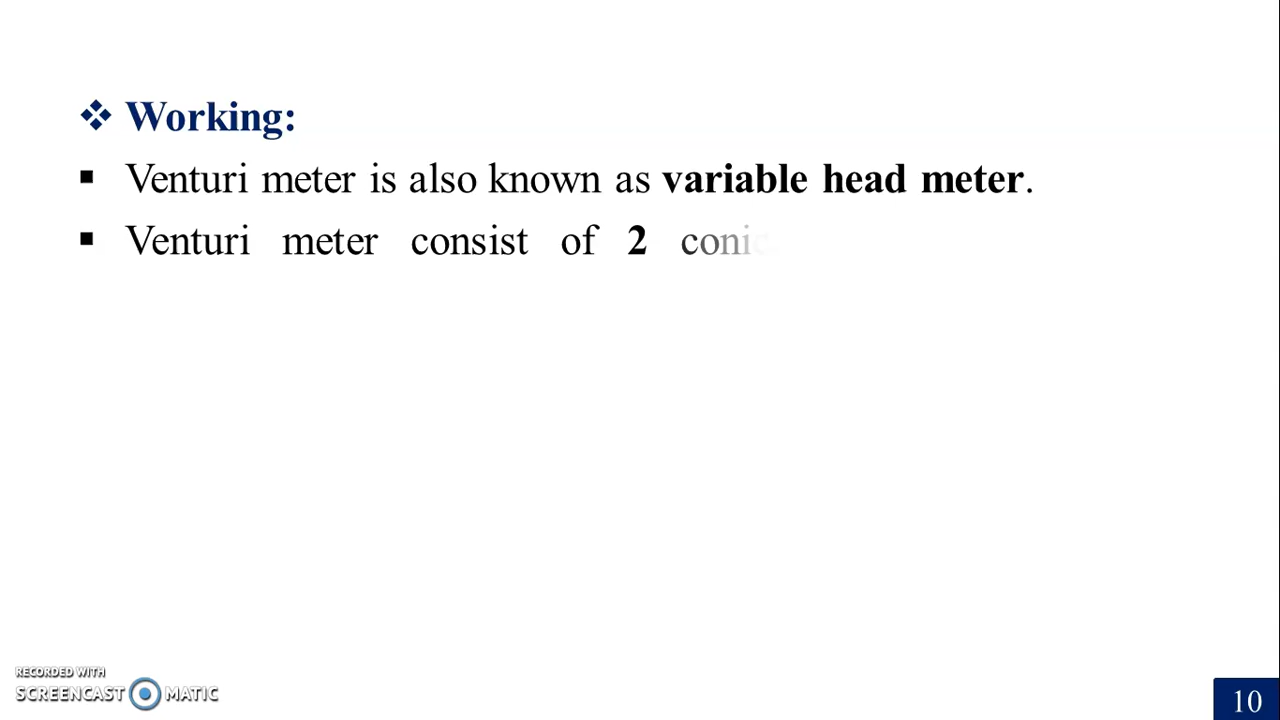 ❖ Working:
▪ Venturi meter is also known as variable head meter.
▪ Venturi meter consist of 2
RECORDED WITH
SCREENCAST MATIC
10